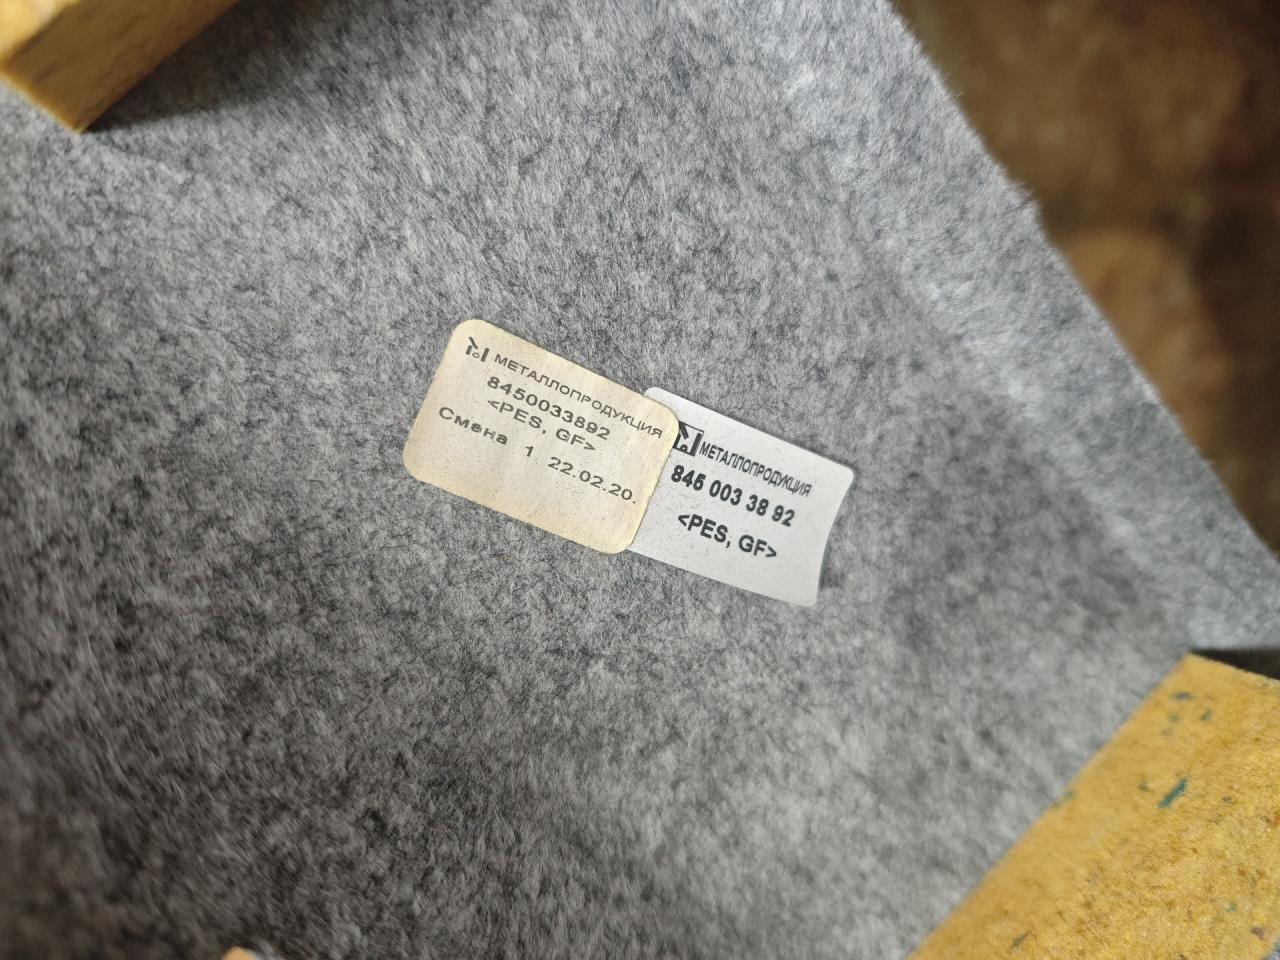 МЕТАЛЛОПРОДУКЦИЯ
8450033892
<PES, GF>
Смена 1 22.02.20.
МЕТАЛЛОПРОДУКЦИЯ
845 003 38 92
<PES, GF>